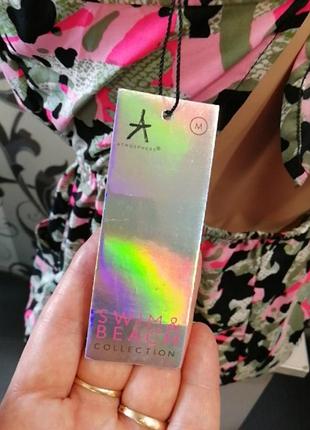 M
ATMOSPHERE®
SWIM &
BEACH
COLLECTION